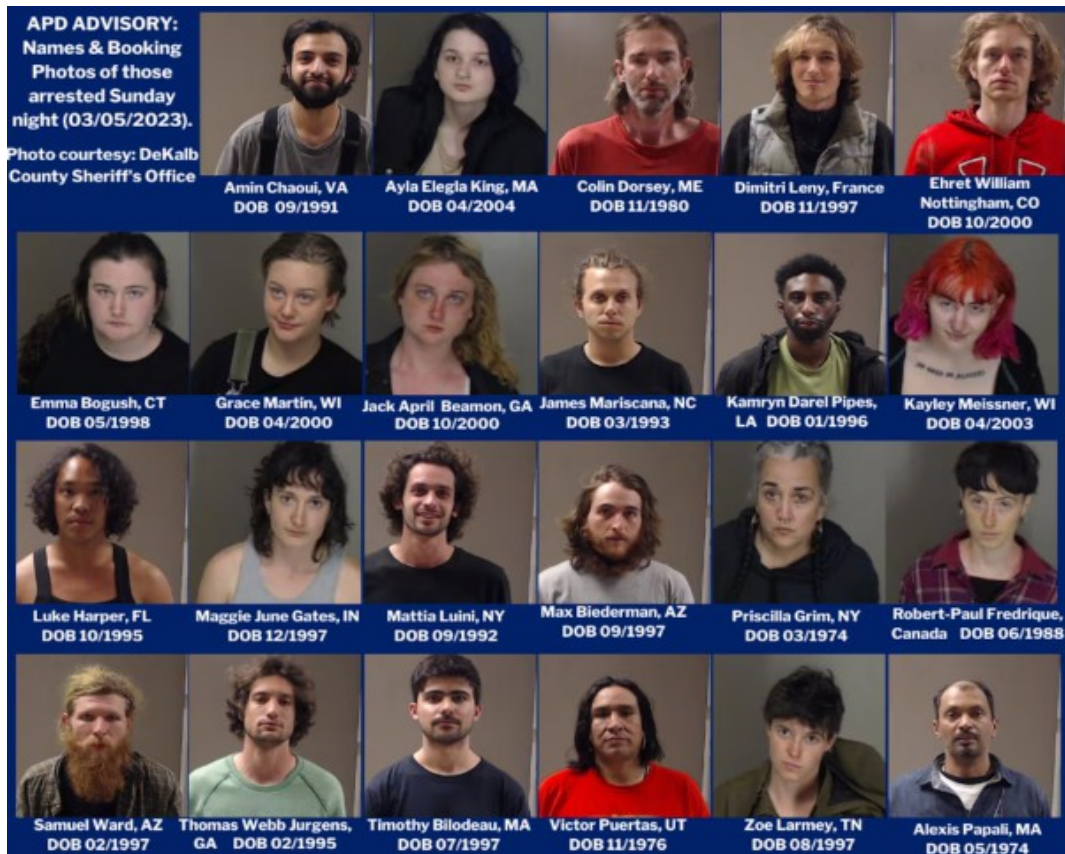 APD ADVISORY:
Names & Booking
Photos of those
arrested Sunday
night (03/05/2023).
Photo courtesy: DeKalb
County Sheriff's Office
Amin Chaoui, VA
DOB 09/1991
Ayla Elegla King, MA
DOB 04/2004
Colin Dorsey, ME
DOB 11/1980
Dimitri Leny, France
DOB 11/1997
Ehret William
Nottingham, CO
DOB 10/2000
Emma Bogush, CT
DOB 05/1998
Grace Martin, WI
DOB 04/2000
Jack April Beamon, GA
DOB 10/2000
James Mariscana, NC
DOB 03/1993
Kamryn Darel Pipes,
LA DOB 01/1996
Kayley Meissner, WI
DOB 04/2003
Luke Harper, FL
DOB 10/1995
Maggie June Gates, IN
DOB 12/1997
Mattia Luini, NY
DOB 09/1992
Max Biederman, AZ
DOB 09/1997
Priscilla Grim, NY
DOB 03/1974
Robert-Paul Fredrique,
Canada DOB 06/1988
Samuel Ward, AZ
DOB 02/1997
Thomas Webb Jurgens,
GA DOB 02/1995
Timothy Bilodeau, MA
DOB 07/1997
Victor Puertas, UT
DOB 11/1976
Zoe Larmey, TN
DOB 08/1997
Alexis Papali, MA
DOB 05/1974